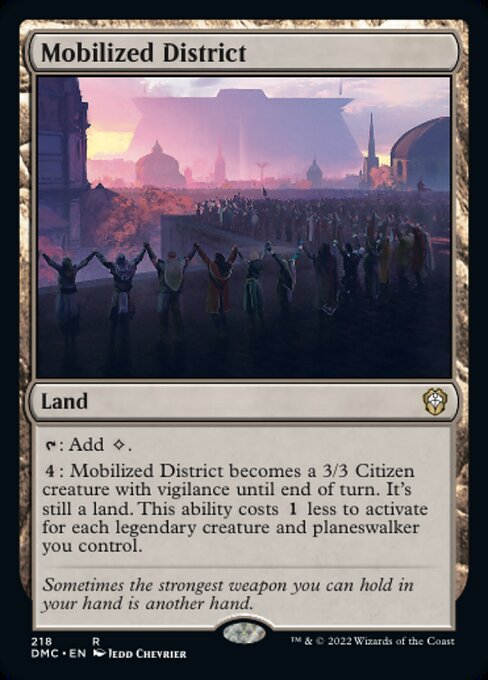 Mobilized District
Land
: Add .
4 : Mobilized District becomes a 3/3 Citizen
creature with vigilance until end of turn. It's
still a land. This ability costs 1 less to activate
for each legendary creature and planeswalker
you control.
Sometimes the strongest weapon you can hold in
your hand is another hand.
218 R
DMC • EN JEDD CHEVRIER
™ & © 2022 Wizards of the Coast